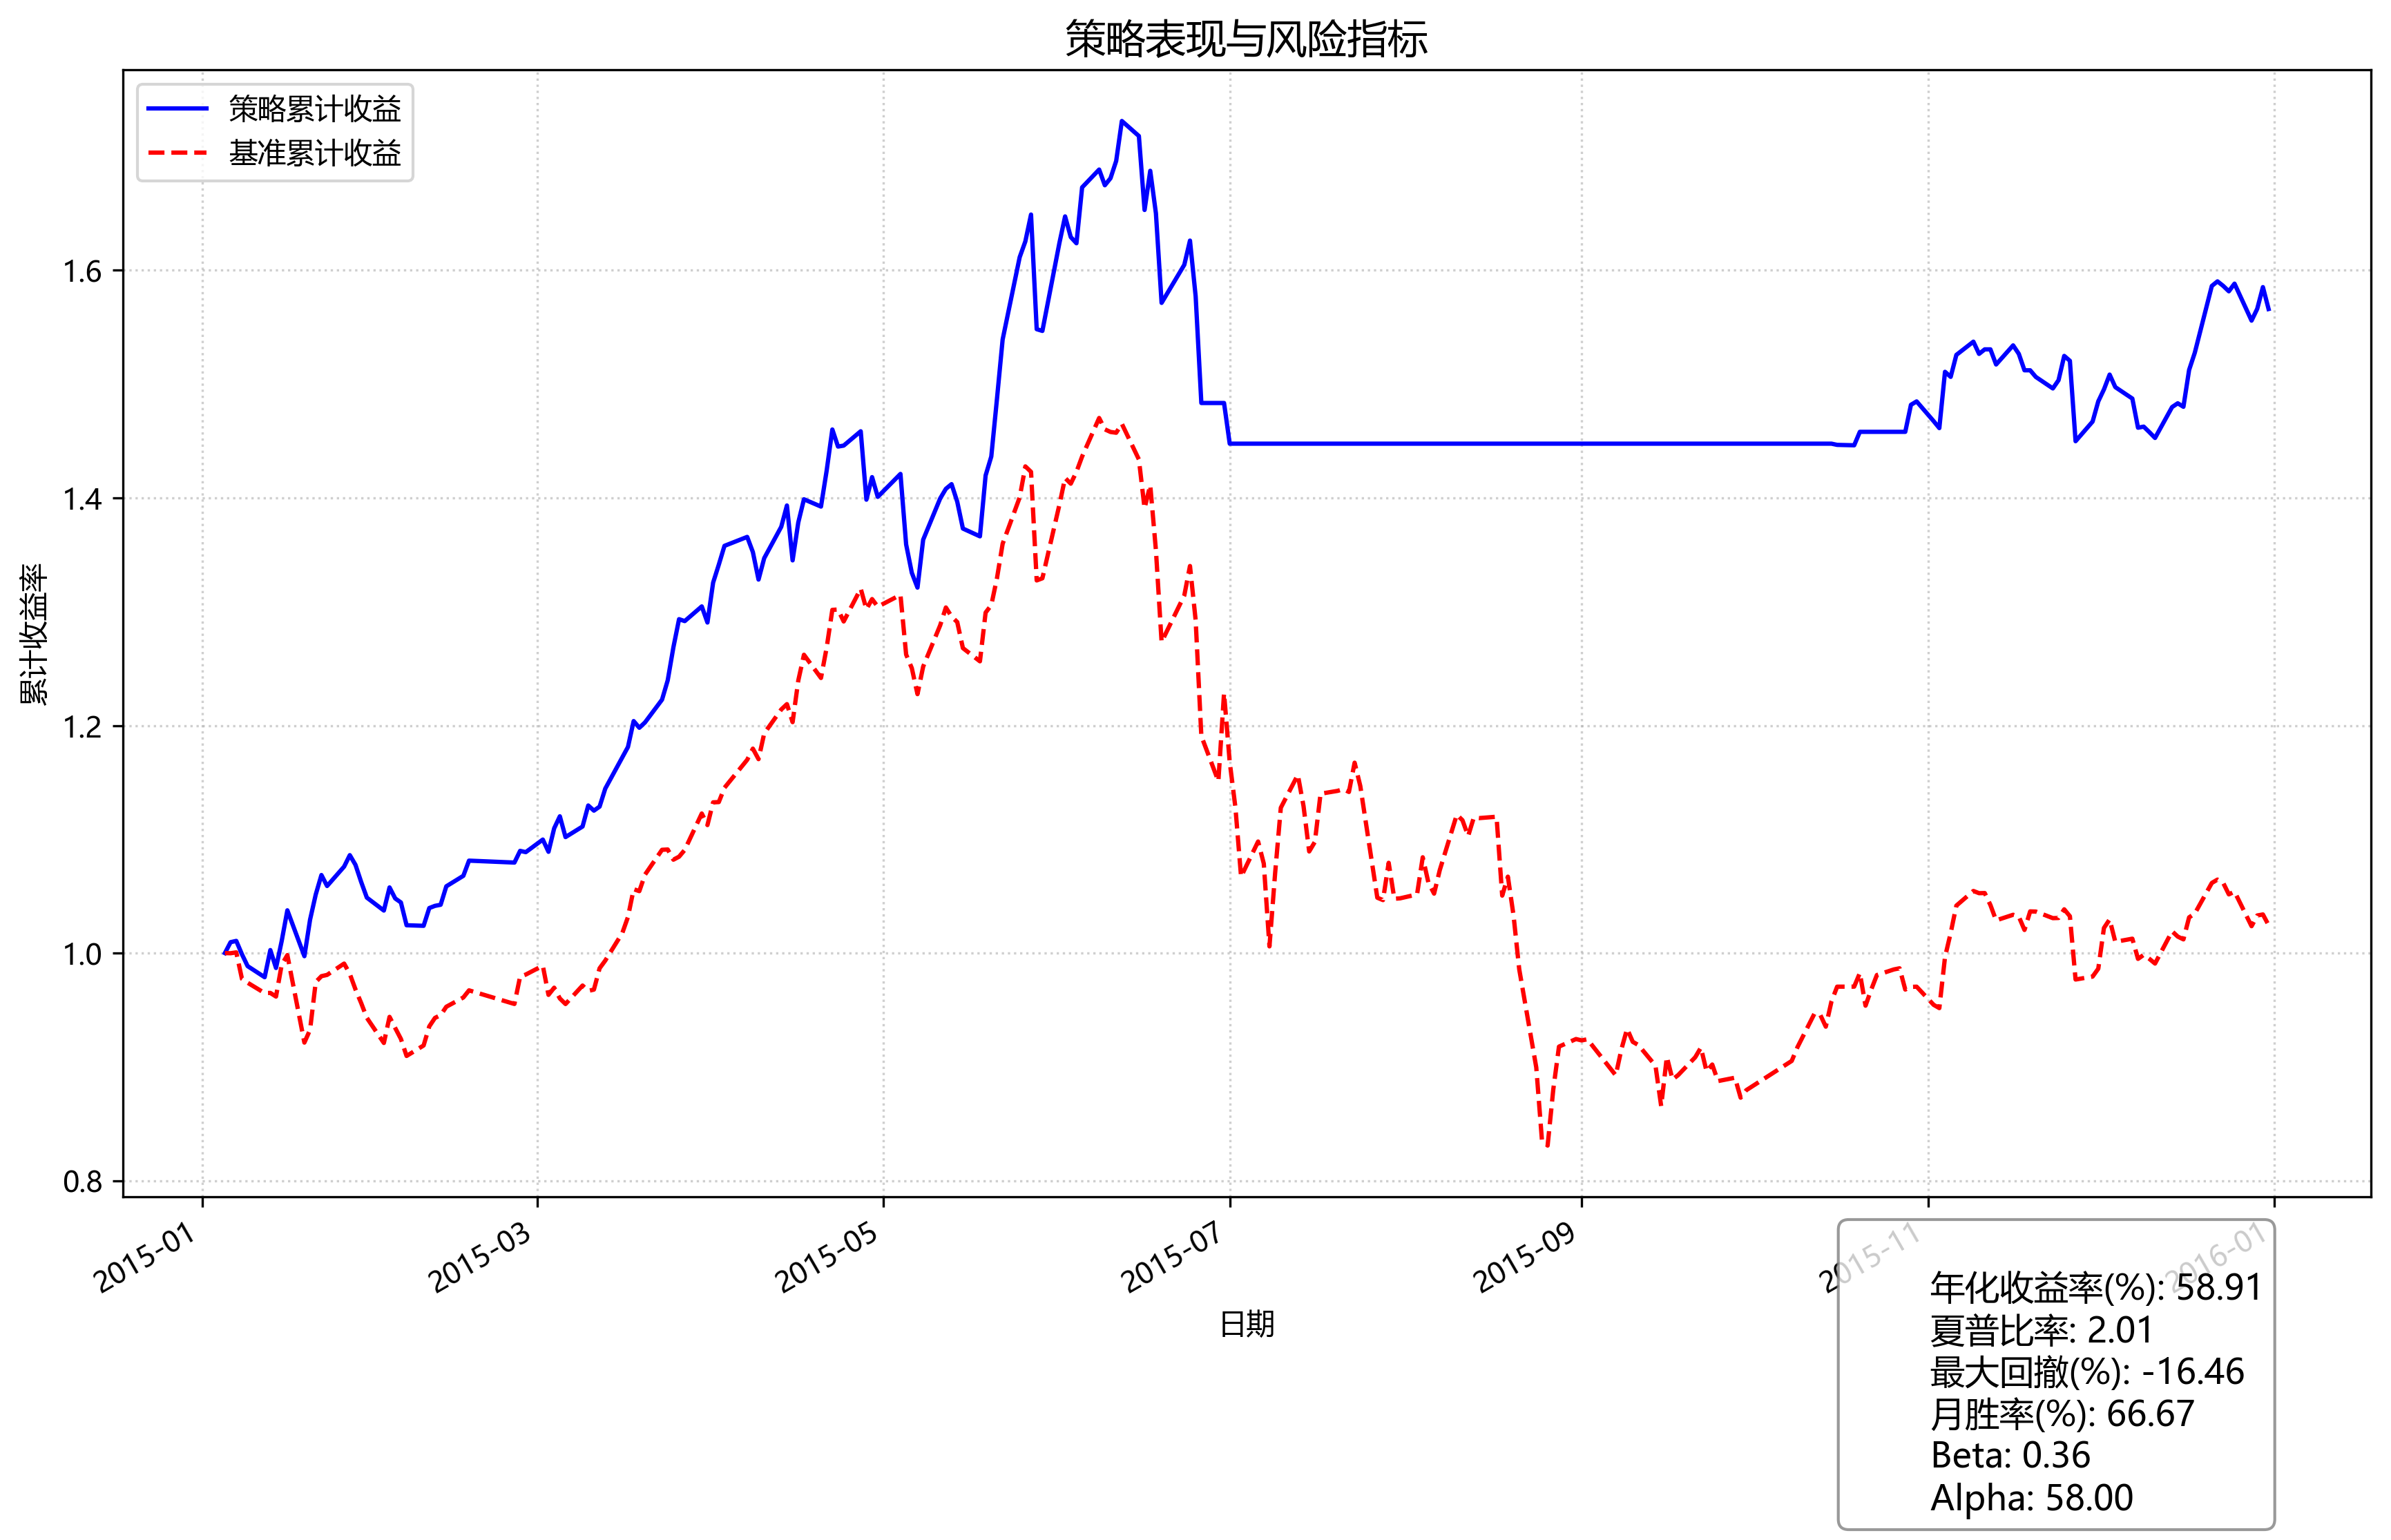 策略表现与风险指标
策略累计收益
基准累计收益
累计收益率
1.6
1.4
1.2
1.0
0.8
2015-01
2015-03
2015-05
2015-07
2015-09
2015-11
2016-01
日期
年化收益率(%): 58.91
夏普比率: 2.01
最大回撤(%): -16.46
月胜率(%): 66.67
Beta: 0.36
Alpha: 58.00